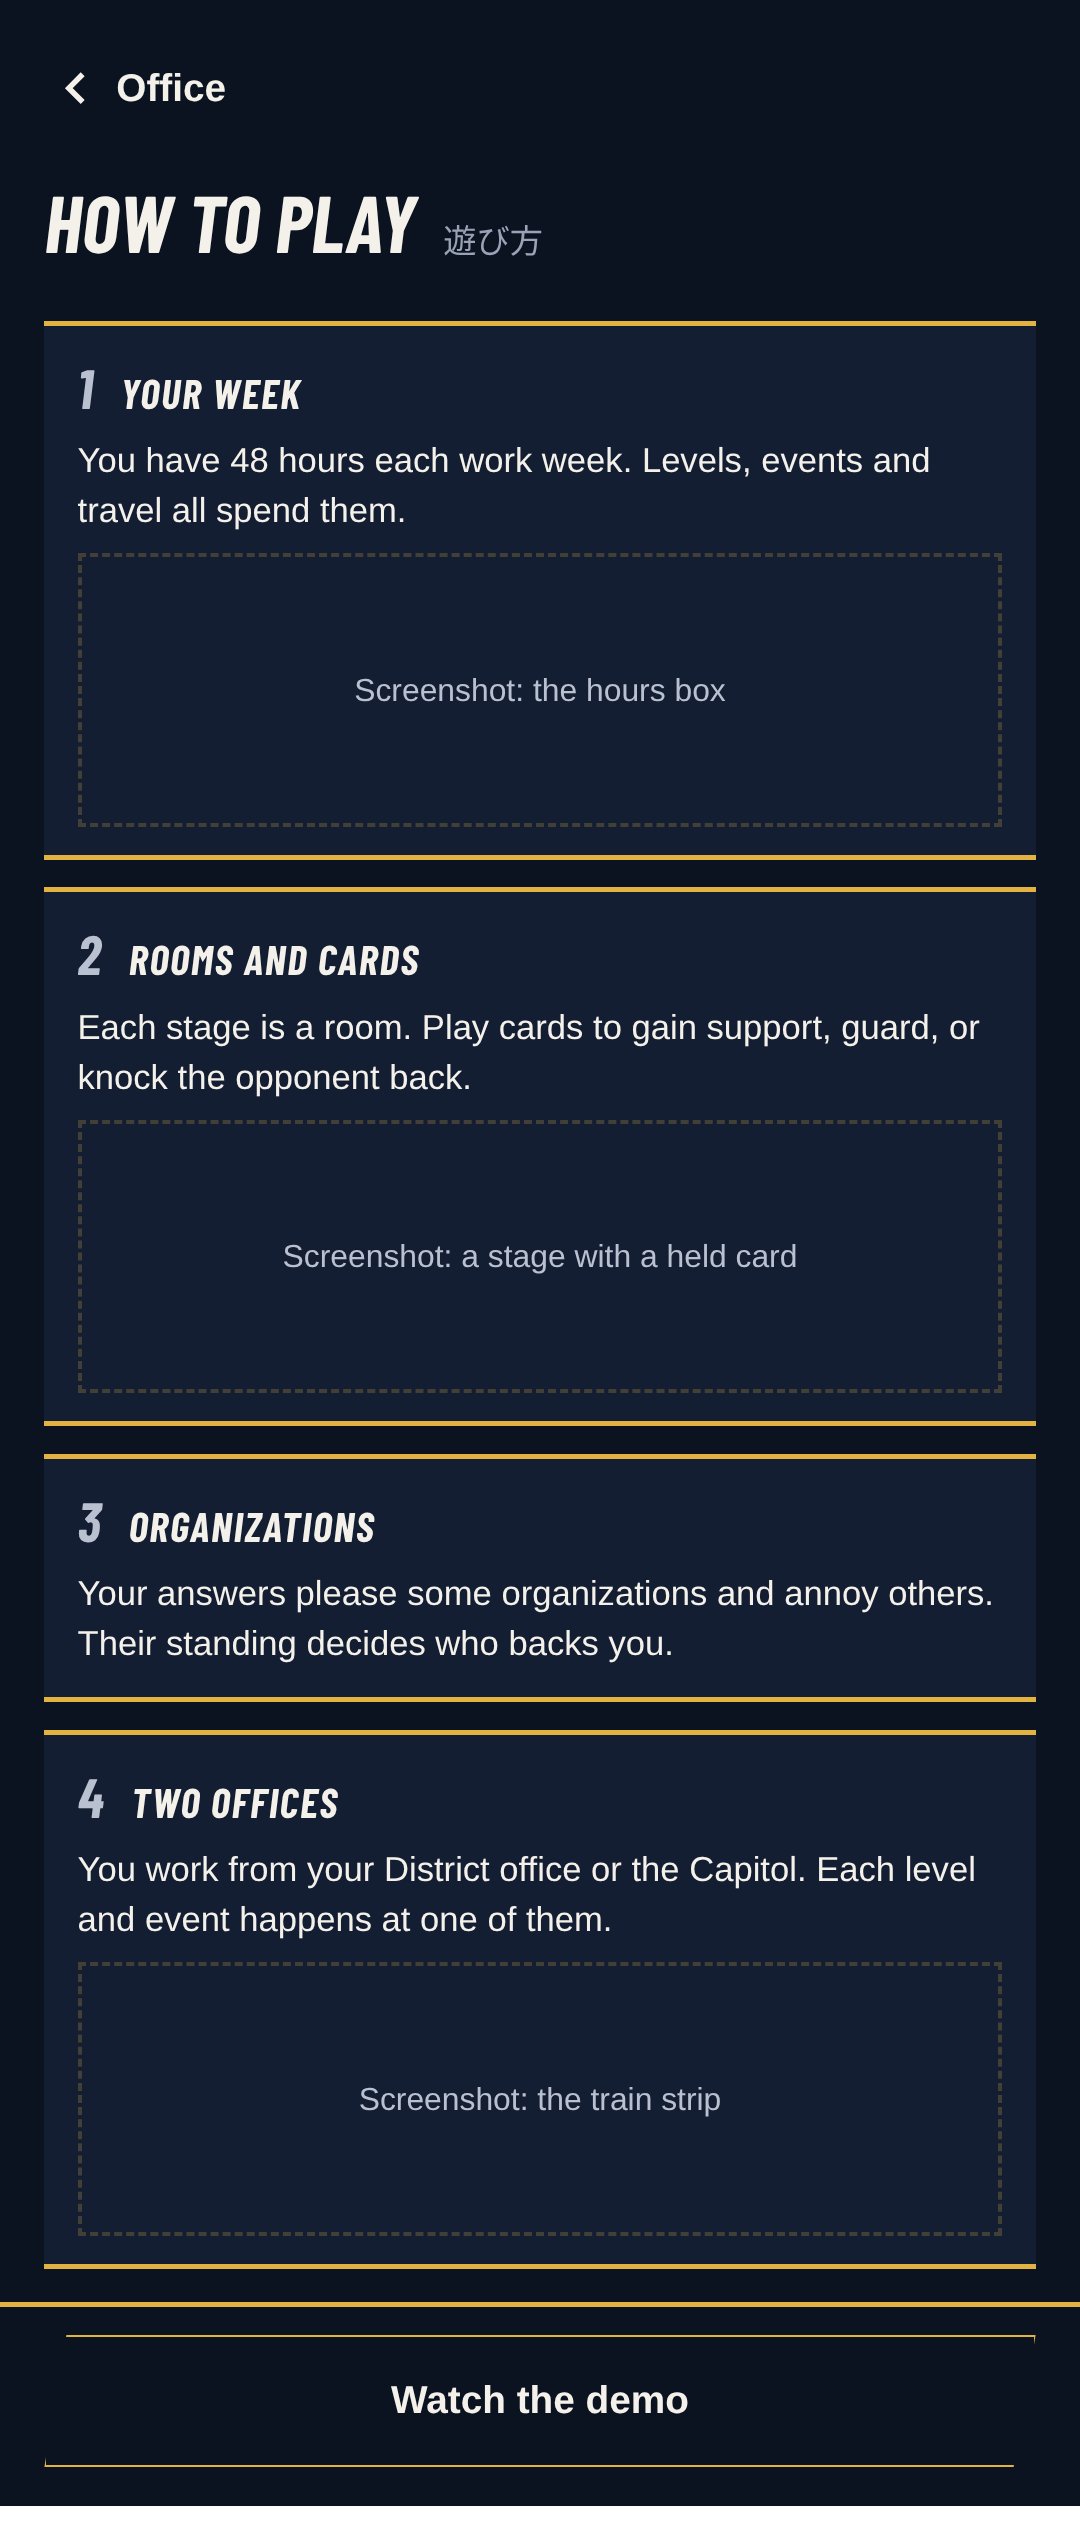 Office
HOW TO PLAY 遊び方
1 YOUR WEEK
You have 48 hours each work week. Levels, events and
travel all spend them.
Screenshot: the hours box
2 ROOMS AND CARDS
Each stage is a room. Play cards to gain support, guard, or
knock the opponent back.
Screenshot: a stage with a held card
3 ORGANIZATIONS
Your answers please some organizations and annoy others.
Their standing decides who backs you.
4 TWO OFFICES
You work from your District office or the Capitol. Each level
and event happens at one of them.
Screenshot: the train strip
Watch the demo